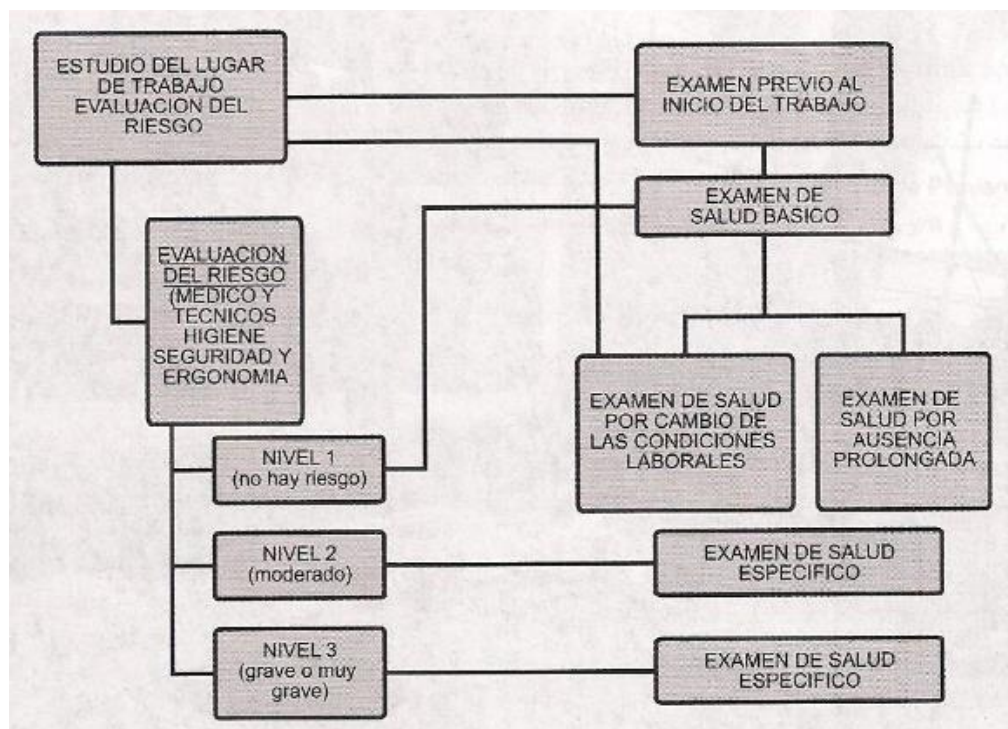 ESTUDIO DEL LUGAR
DE TRABAJO
EVALUACION DEL
RIESGO
EXAMEN PREVIO AL
INICIO DEL TRABAJO
EXAMEN DE
SALUD BASICO
EVALUACION
DEL RIESGO
(MEDICO Y
TECNICOS
HIGIENE
SEGURIDAD Y
ERGONOMIA
EXAMEN DE SALUD
POR CAMBIO DE
LAS CONDICIONES
LABORALES
EXAMEN DE
SALUD POR
AUSENCIA
PROLONGADA
NIVEL 1
(no hay riesgo)
NIVEL 2
(moderado)
EXAMEN DE SALUD
ESPECIFICO
NIVEL 3
(grave o muy
grave)
EXAMEN DE SALUD
ESPECIFICO